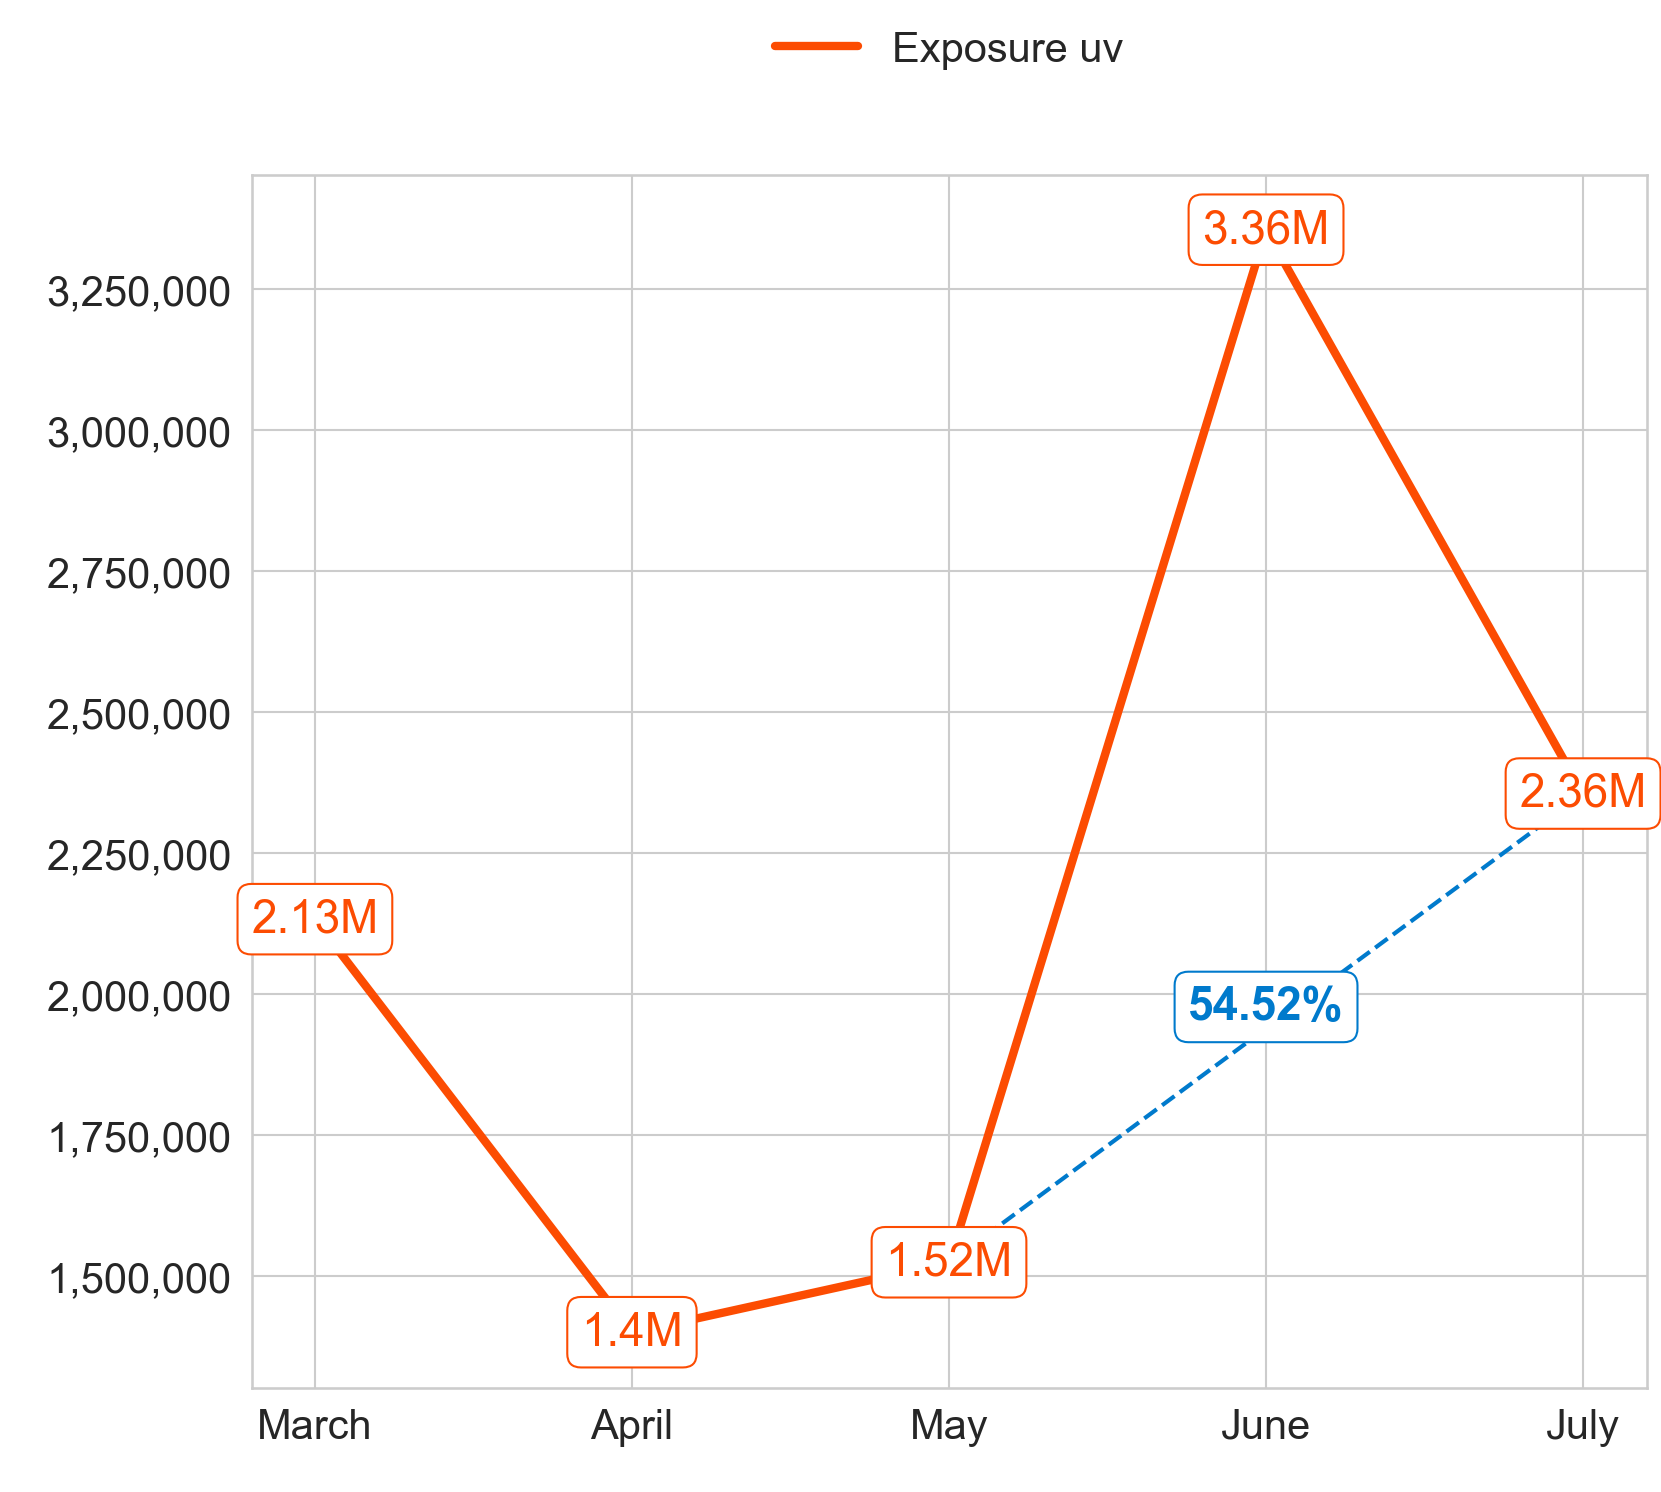 Exposure uv
3.36M
3,250,000
3,000,000
2,750,000
2,500,000
2.36M
2,250,000
2.13M
2,000,000
54.52%
1,750,000
1.52M
1,500,000
1.4M
March April May June July